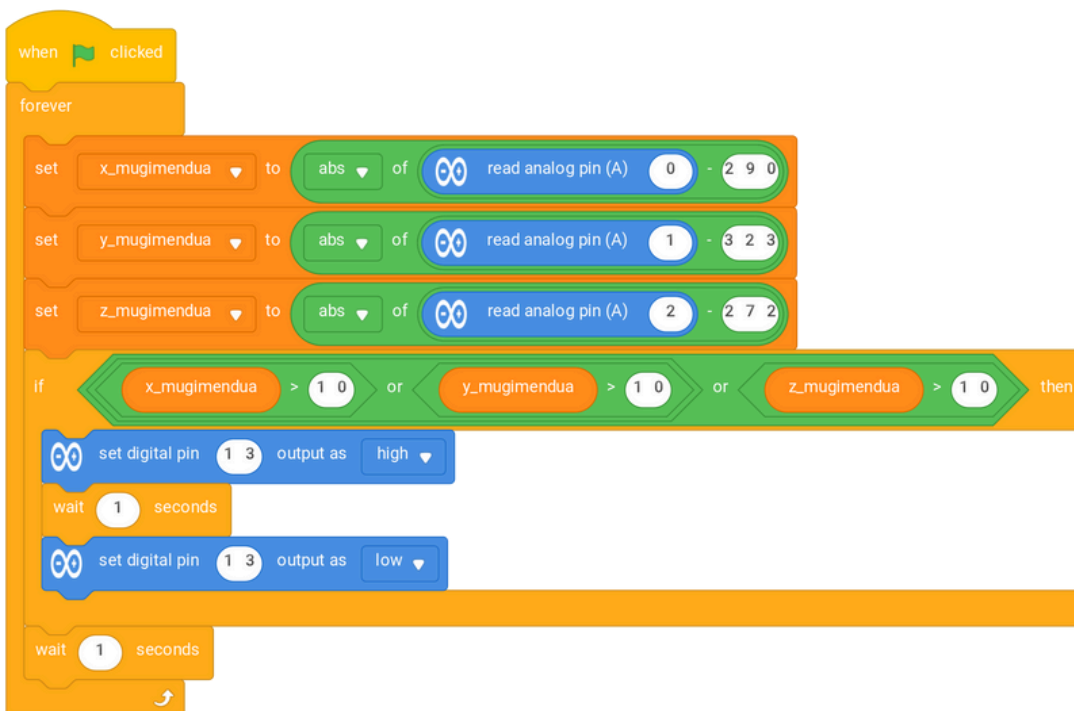 when clicked
forever
set x_mugimendua to abs of read analog pin (A) 0 - 290
set y_mugimendua to abs of read analog pin (A) 1 - 323
set z_mugimendua to abs of read analog pin (A) 2 - 272
if x_mugimendua > 10 or y_mugimendua > 10 or z_mugimendua > 10 then
set digital pin 13 output as high
wait 1 seconds
set digital pin 13 output as low
wait 1 seconds